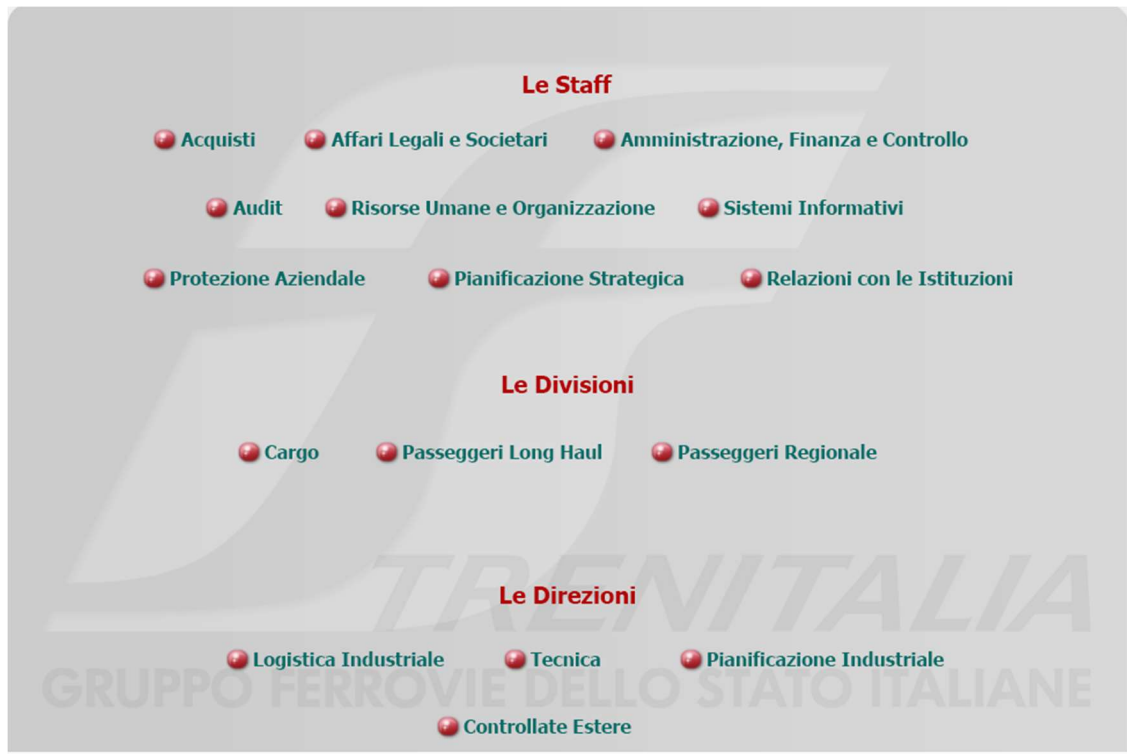 Le Staff
Acquisti Affari Legali e Societari Amministrazione, Finanza e Controllo
Audit Risorse Umane e Organizzazione Sistemi Informativi
Protezione Aziendale Pianificazione Strategica Relazioni con le Istituzioni
Le Divisioni
Cargo Passeggeri Long Haul Passeggeri Regionale
TRENITALIA
Le Direzioni
Logistica Industriale Tecnica Pianificazione Industriale
GRUPPO FERROVIE DELLO STATO ITALIANE
Controllate Estere